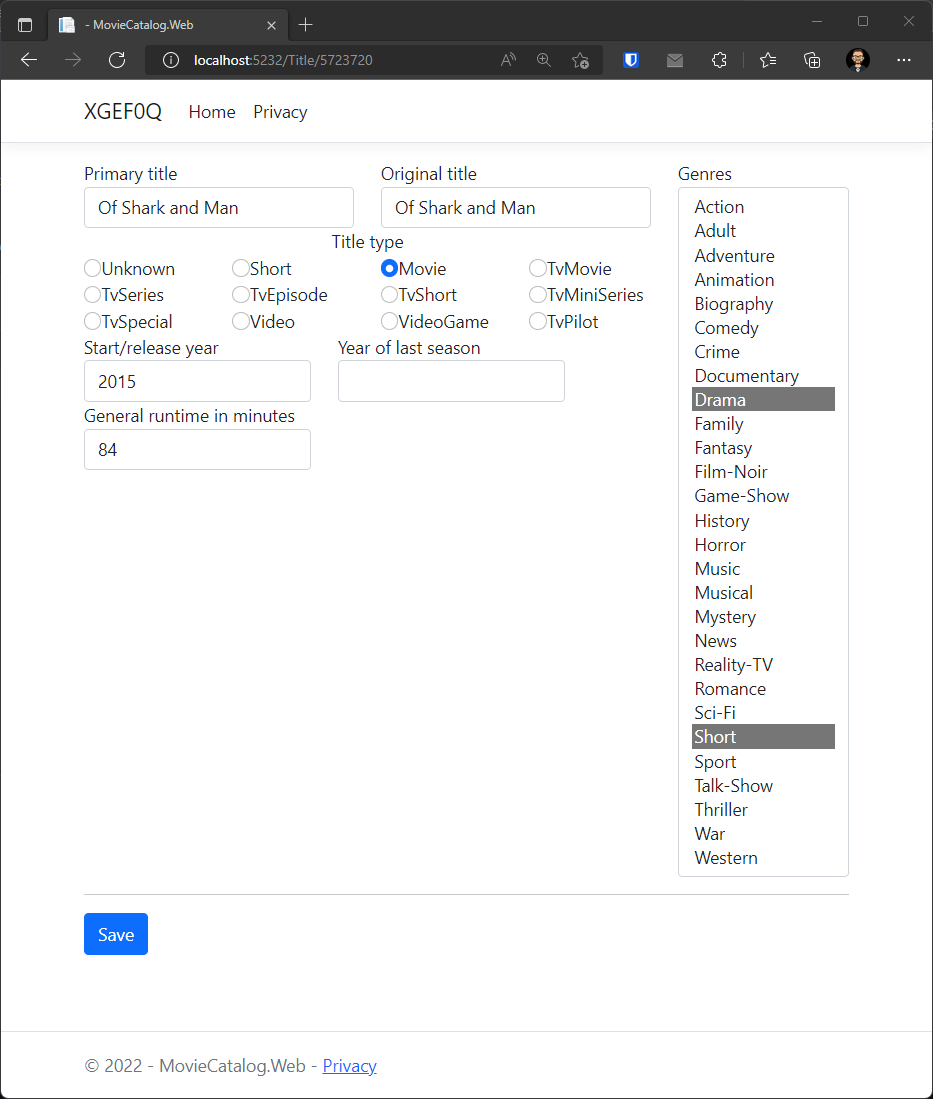 - MovieCatalog.Web
localhost:5232/Title/5723720
XGEF0Q Home Privacy
Primary title
Of Shark and Man
Original title
Of Shark and Man
Title type
Unknown Short Movie TvMovie
TvSeries TvEpisode TvShort TvMiniSeries
TvSpecial Video VideoGame TvPilot
Start/release year
2015
Year of last season
General runtime in minutes
84
Genres
Action
Adult
Adventure
Animation
Biography
Comedy
Crime
Documentary
Drama
Family
Fantasy
Film-Noir
Game-Show
History
Horror
Music
Musical
Mystery
News
Reality-TV
Romance
Sci-Fi
Short
Sport
Talk-Show
Thriller
War
Western
Save
© 2022 - MovieCatalog.Web - Privacy